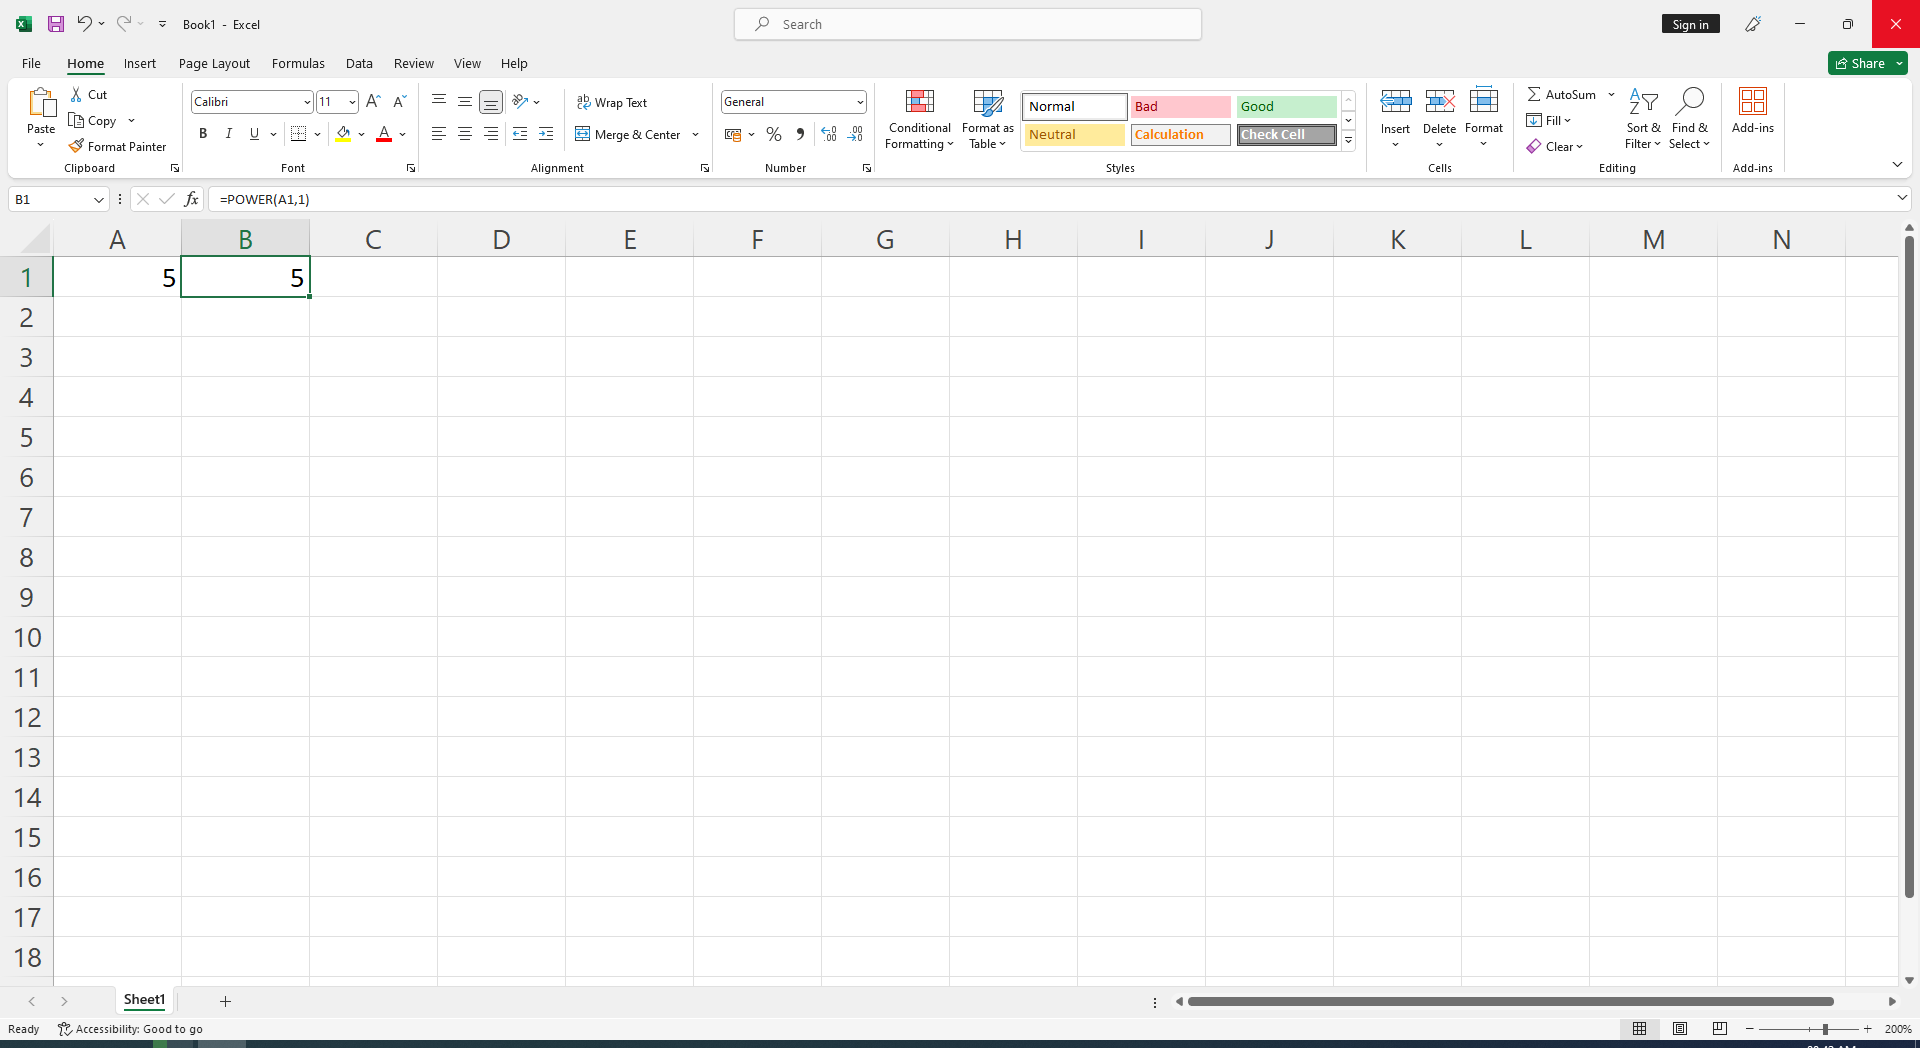 Book1 - Excel
Search
Sign in
File Home Insert Page Layout Formulas Data Review View Help
Share
Paste
Cut
Copy
Format Painter
Clipboard
Calibri
11
B I U
Font
Wrap Text
Merge & Center
Alignment
General
Number
Conditional Formatting
Format as Table
Normal Bad Good
Neutral Calculation Check Cell
Styles
Insert Delete Format
Cells
AutoSum
Fill
Clear
Sort & Filter
Find & Select
Editing
Add-ins
Add-ins
B1
fx
=POWER(A1,1)
A B C D E F G H I J K L M N
1 5 5
2
3
4
5
6
7
8
9
10
11
12
13
14
15
16
17
18
Sheet1
Ready
Accessibility: Good to go
200%